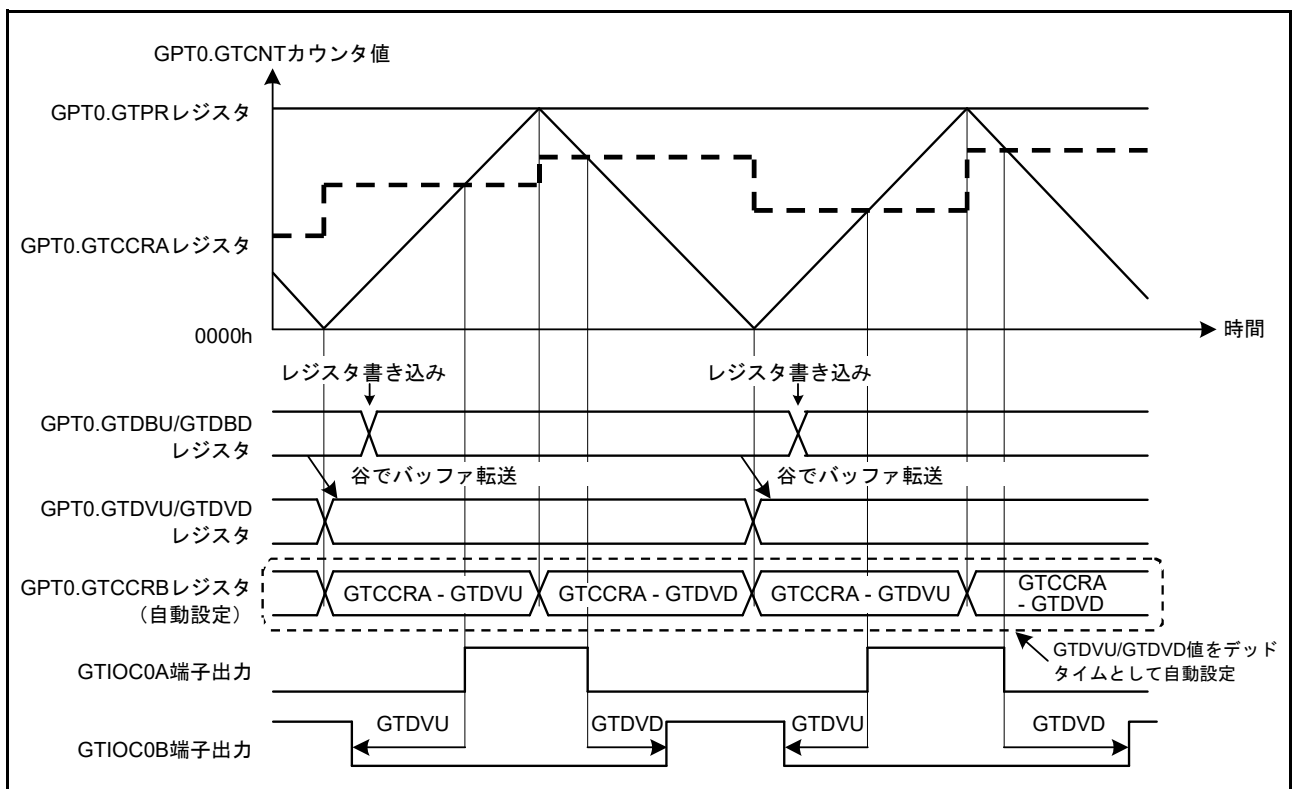 GPT0.GTCNTカウンタ値
GPT0.GTPRレジスタ
GPT0.GTCCRAレジスタ
0000h
時間
レジスタ書き込み
レジスタ書き込み
GPT0.GTDBU/GTDBD
レジスタ
谷でバッファ転送
谷でバッファ転送
GPT0.GTDVU/GTDVD
レジスタ
GPT0.GTCCRBレジスタ
（自動設定）
GTCCRA - GTDVU
GTCCRA - GTDVD
GTCCRA - GTDVU
GTCCRA
- GTDVD
GTDVU/GTDVD値をデッド
タイムとして自動設定
GTIOC0A端子出力
GTDVU
GTDVD
GTDVU
GTDVD
GTIOC0B端子出力